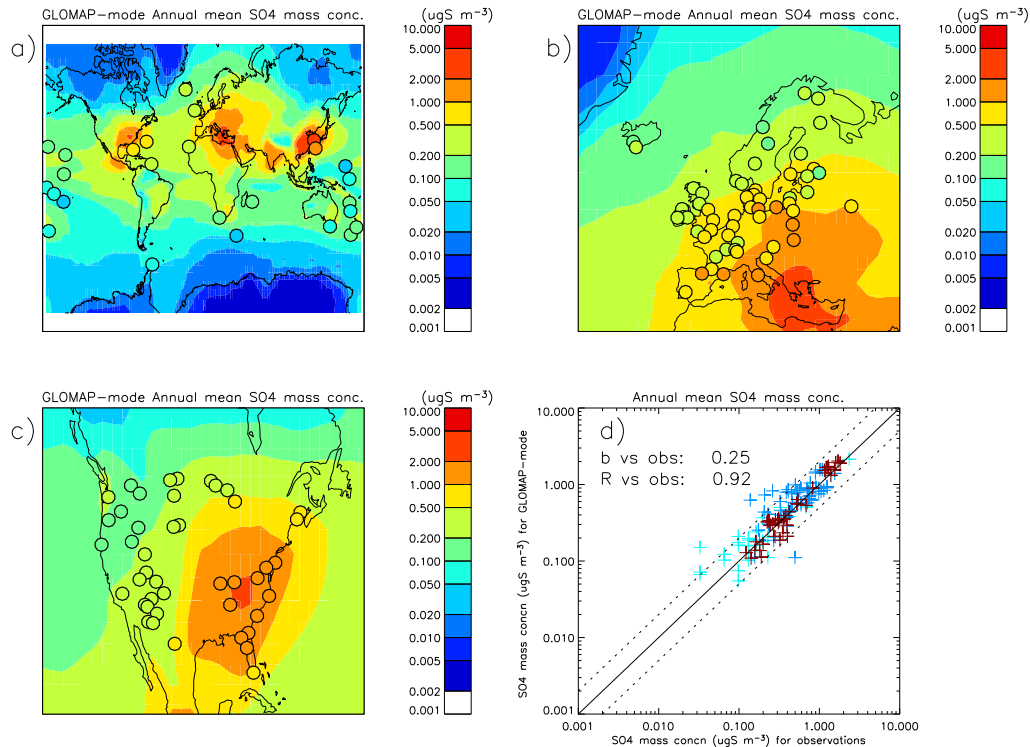 GLOMAP-mode Annual mean SO4 mass conc.
(ugS m-3)
a)
10.000
5.000
2.000
1.000
0.500
0.200
0.100
0.050
0.020
0.010
0.005
0.002
0.001
GLOMAP-mode Annual mean SO4 mass conc.
(ugS m-3)
b)
10.000
5.000
2.000
1.000
0.500
0.200
0.100
0.050
0.020
0.010
0.005
0.002
0.001
GLOMAP-mode Annual mean SO4 mass conc.
(ugS m-3)
c)
10.000
5.000
2.000
1.000
0.500
0.200
0.100
0.050
0.020
0.010
0.005
0.002
0.001
Annual mean SO4 mass conc.
d)
b vs obs: 0.25
R vs obs: 0.92
SO4 mass concn (ugS m-3) for GLOMAP-mode
10.000
1.000
0.100
0.010
0.001
0.001 0.010 0.100 1.000 10.000
SO4 mass concn (ugS m-3) for observations